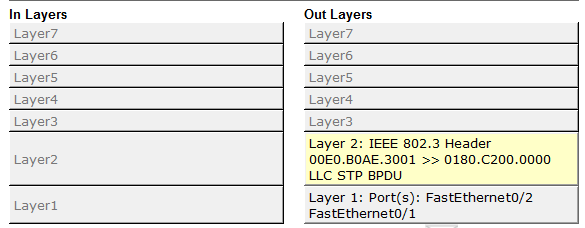 In Layers
Layer7
Layer6
Layer5
Layer4
Layer3
Layer2
Layer1
Out Layers
Layer7
Layer6
Layer5
Layer4
Layer3
Layer 2: IEEE 802.3 Header
00E0.B0AE.3001 >> 0180.C200.0000
LLC STP BPDU
Layer 1: Port(s): FastEthernet0/2
FastEthernet0/1